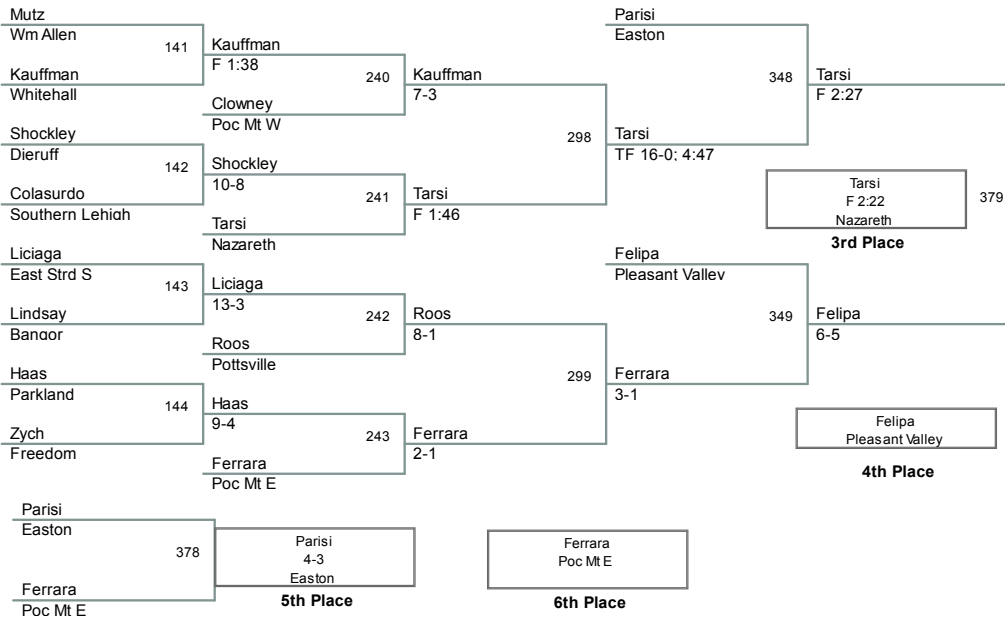 Mutz
Wm Allen
141
Kauffman
Whitehall
Kauffman
F 1:38
240
Clowney
Poc Mt W
Shockley
Dieruff
142
Colasurdo
Southern Lehigh
Shockley
10-8
241
Tarsi
Nazareth
Kauffman
7-3
298
Tarsi
F 1:46
Liciaga
East Strd S
143
Lindsay
Bangor
Liciaga
13-3
242
Roos
Pottsville
Haas
Parkland
144
Zych
Freedom
Haas
9-4
243
Ferrara
Poc Mt E
Roos
8-1
299
Ferrara
2-1
Parisi
Easton
348
Tarsi
TF 16-0; 4:47
Tarsi
F 2:27
Tarsi
F 2:22
Nazareth
379
3rd Place
Felipa
Pleasant Valley
349
Ferrara
3-1
Felipa
6-5
Felipa
Pleasant Valley
4th Place
Parisi
Easton
378
Ferrara
Poc Mt E
Parisi
4-3
Easton
5th Place
Ferrara
Poc Mt E
6th Place